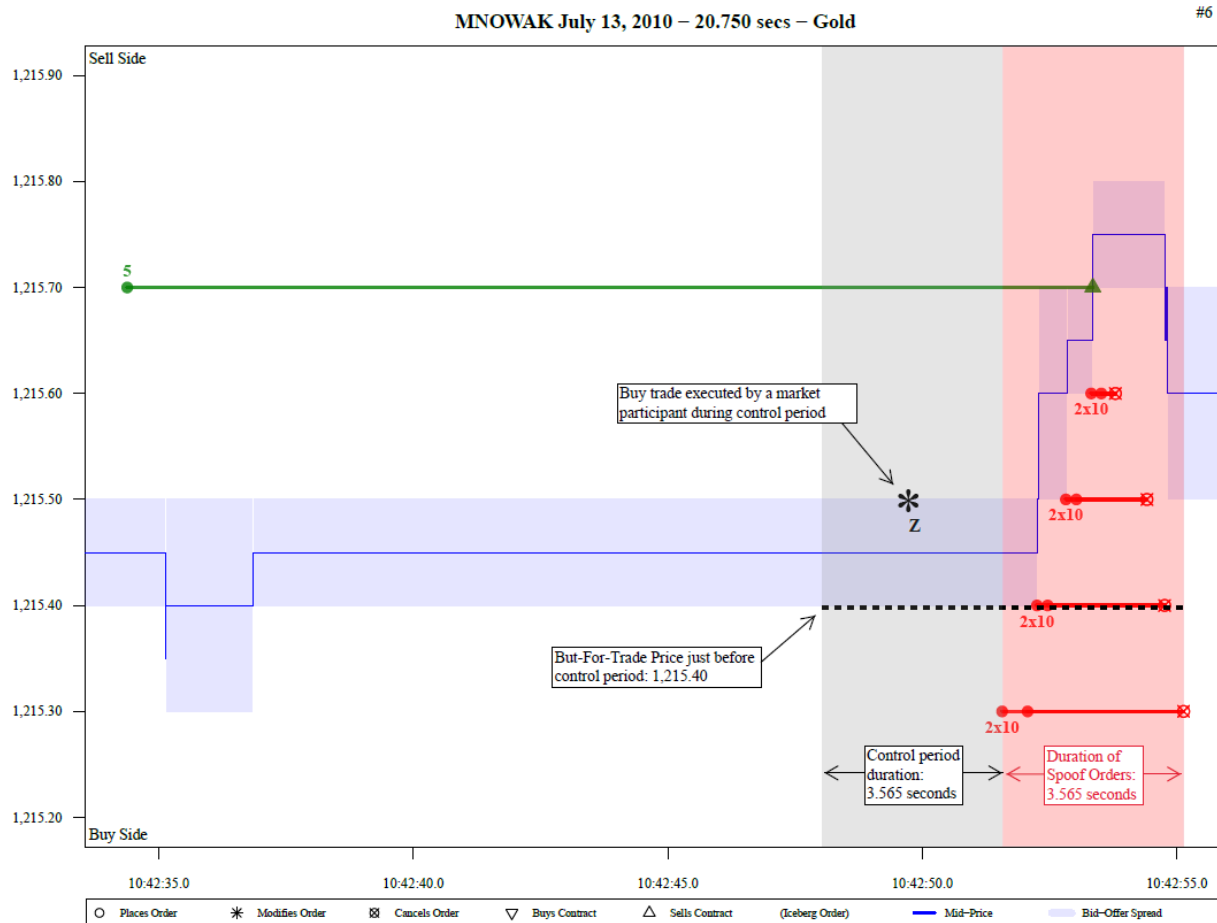 MNOWAK July 13, 2010 − 20.750 secs − Gold
#6
Sell Side
1,215.90
1,215.80
1,215.70
5
1,215.60
Buy trade executed by a market
participant during control period
2x10
1,215.50
*
Z
2x10
1,215.40
2x10
But-For-Trade Price just before
control period: 1,215.40
1,215.30
2x10
Control period
duration:
3.565 seconds
Duration of
Spoof Orders:
3.565 seconds
1,215.20
Buy Side
10:42:35.0 10:42:40.0 10:42:45.0 10:42:50.0 10:42:55.0
Places Order Modifies Order Cancels Order Buys Contract Sells Contract (Iceberg Order) Mid−Price Bid−Offer Spread